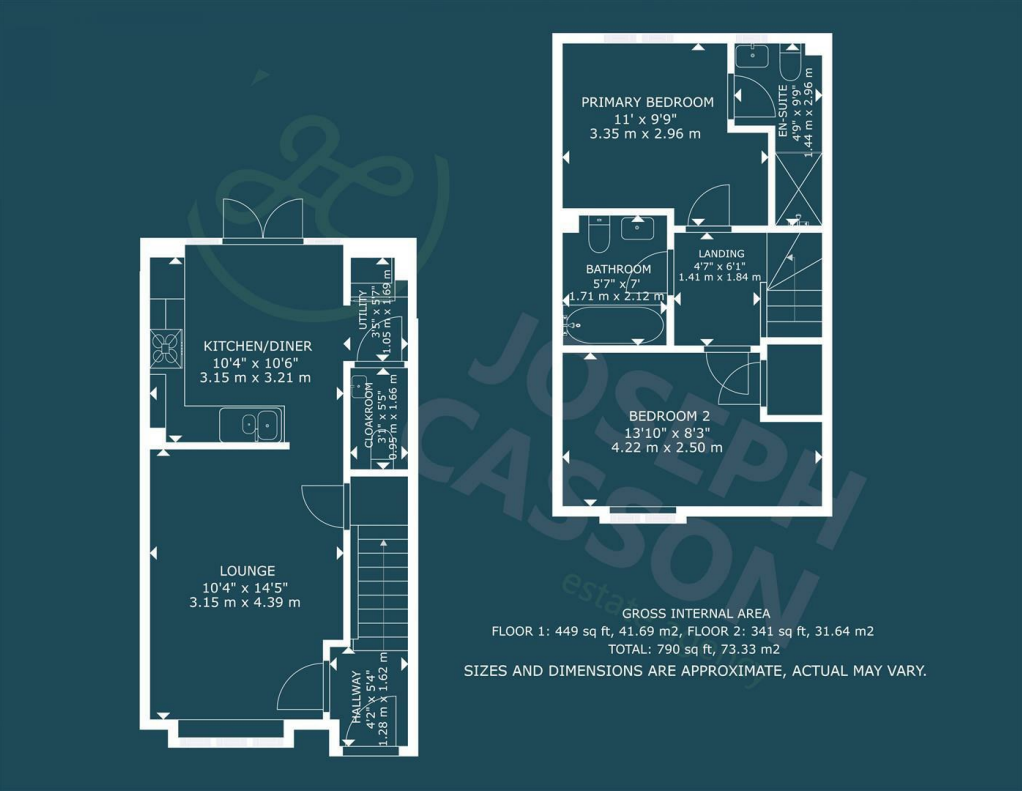 PRIMARY BEDROOM
11' x 9'9"
3.35 m x 2.96 m
EN-SUITE
4'9" x 9'9"
1.44 m x 2.96 m
LANDING
4'7" x 6'1"
1.41 m x 1.84 m
BATHROOM
5'7" x 7'
1.71 m x 2.12 m
BEDROOM 2
13'10" x 8'3"
4.22 m x 2.50 m
KITCHEN/DINER
10'4" x 10'6"
3.15 m x 3.21 m
UTILITY
3'5" x 5'7"
1.05 m x 1.69 m
CLOAKROOM
3'1" x 5'5"
0.95 m x 1.66 m
LOUNGE
10'4" x 14'5"
3.15 m x 4.39 m
HALLWAY
4'2" x 5'4"
1.28 m x 1.62 m
JOSEPH
CASSON
GROSS INTERNAL AREA
FLOOR 1: 449 sq ft, 41.69 m2, FLOOR 2: 341 sq ft, 31.64 m2
TOTAL: 790 sq ft, 73.33 m2
SIZES AND DIMENSIONS ARE APPROXIMATE, ACTUAL MAY VARY.